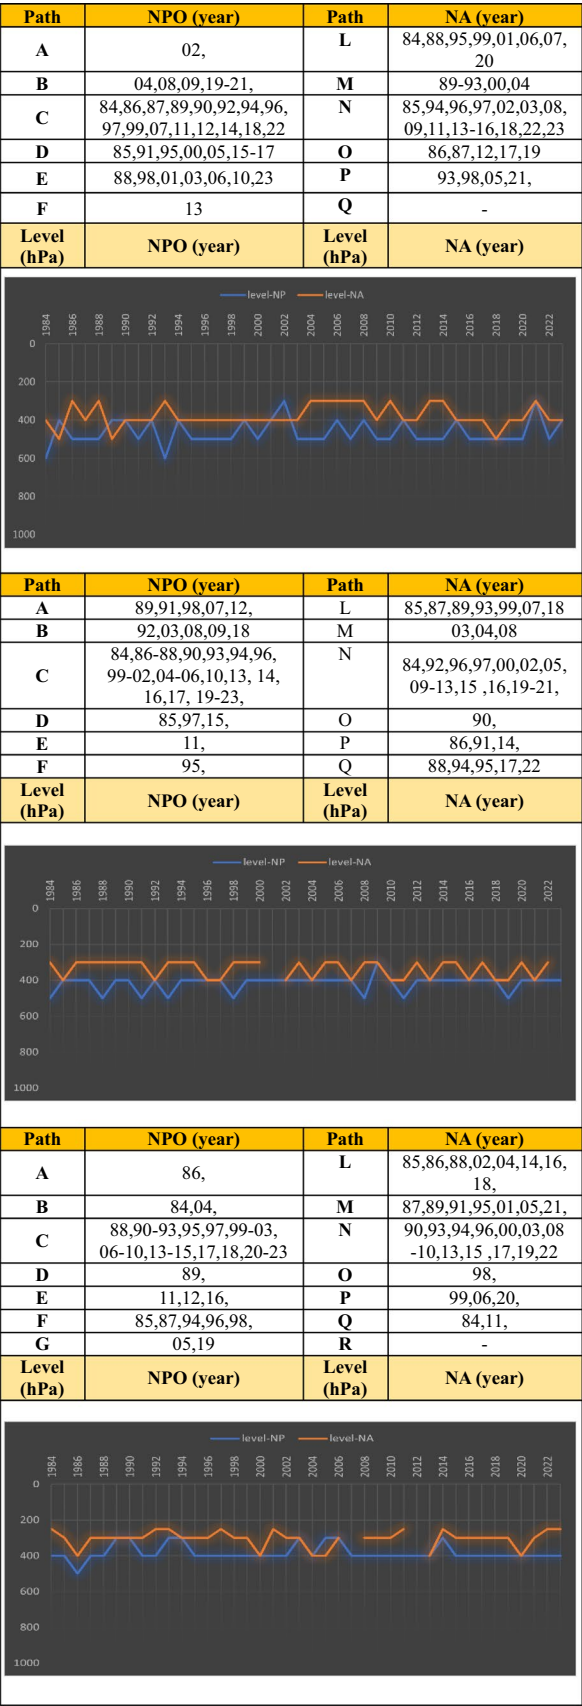 Path NPO (year) Path NA (year)
A 02, L 84,88,95,99,01,06,07,
20
B 04,08,09,19-21, M 89-93,00,04
C 84,86,87,89,90,92,94,96, N 85,94,96,97,02,03,08,
97,99,07,11,12,14,18,22 09,11,13-16,18,22,23
D 85,91,95,00,05,15-17 O 86,87,12,17,19
E 88,98,01,03,06,10,23 P 93,98,05,21,
F 13 Q -
Level NPO (year) Level NA (year)
(hPa) (hPa)
level-NP level-NA
1984 1986 1988 1990 1992 1994 1996 1998 2000 2002 2004 2006 2008 2010 2012 2014 2016 2018 2020 2022
0
200
400
600
800
1000
Path NPO (year) Path NA (year)
A 89,91,98,07,12, L 85,87,89,93,99,07,18
B 92,03,08,09,18 M 03,04,08
C 84,86-88,90,93,94,96, N 84,92,96,97,00,02,05,
99-02,04-06,10,13, 14, 09-13,15 ,16,19-21,
16,17, 19-23,
D 85,97,15, O 90,
E 11, P 86,91,14,
F 95, Q 88,94,95,17,22
Level NPO (year) Level NA (year)
(hPa) (hPa)
level-NP level-NA
1984 1986 1988 1990 1992 1994 1996 1998 2000 2002 2004 2006 2008 2010 2012 2014 2016 2018 2020 2022
0
200
400
600
800
1000
Path NPO (year) Path NA (year)
A 86, L 85,86,88,02,04,14,16,
18,
B 84,04, M 87,89,91,95,01,05,21,
C 88,90-93,95,97,99-03, N 90,93,94,96,00,03,08
06-10,13-15,17,18,20-23 -10,13,15 ,17,19,22
D 89, O 98,
E 11,12,16, P 99,06,20,
F 85,87,94,96,98, Q 84,11,
G 05,19 R -
Level NPO (year) Level NA (year)
(hPa) (hPa)
level-NP level-NA
1984 1986 1988 1990 1992 1994 1996 1998 2000 2002 2004 2006 2008 2010 2012 2014 2016 2018 2020 2022
0
200
400
600
800
1000